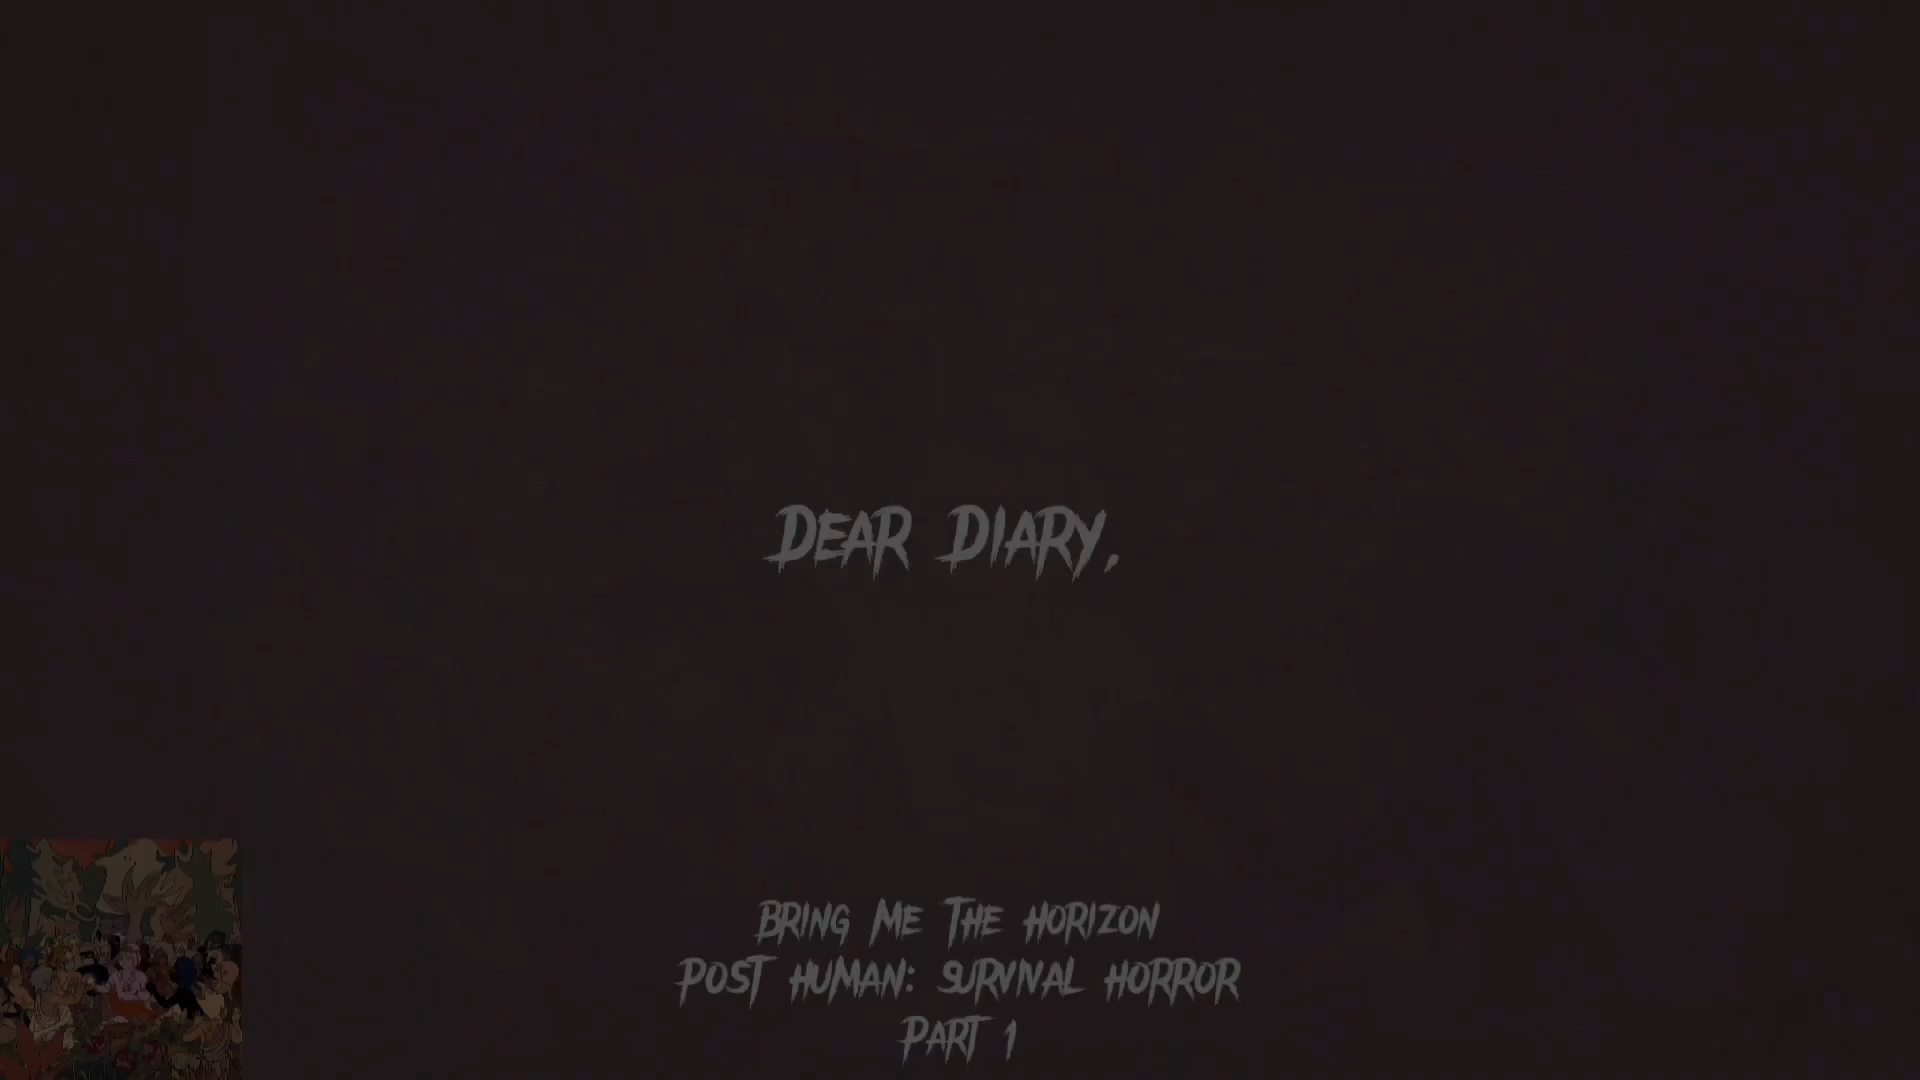 DEAR DIARY,
BRING ME THE HORIZON
POST HUMAN: SURVIVAL HORROR
PART 1